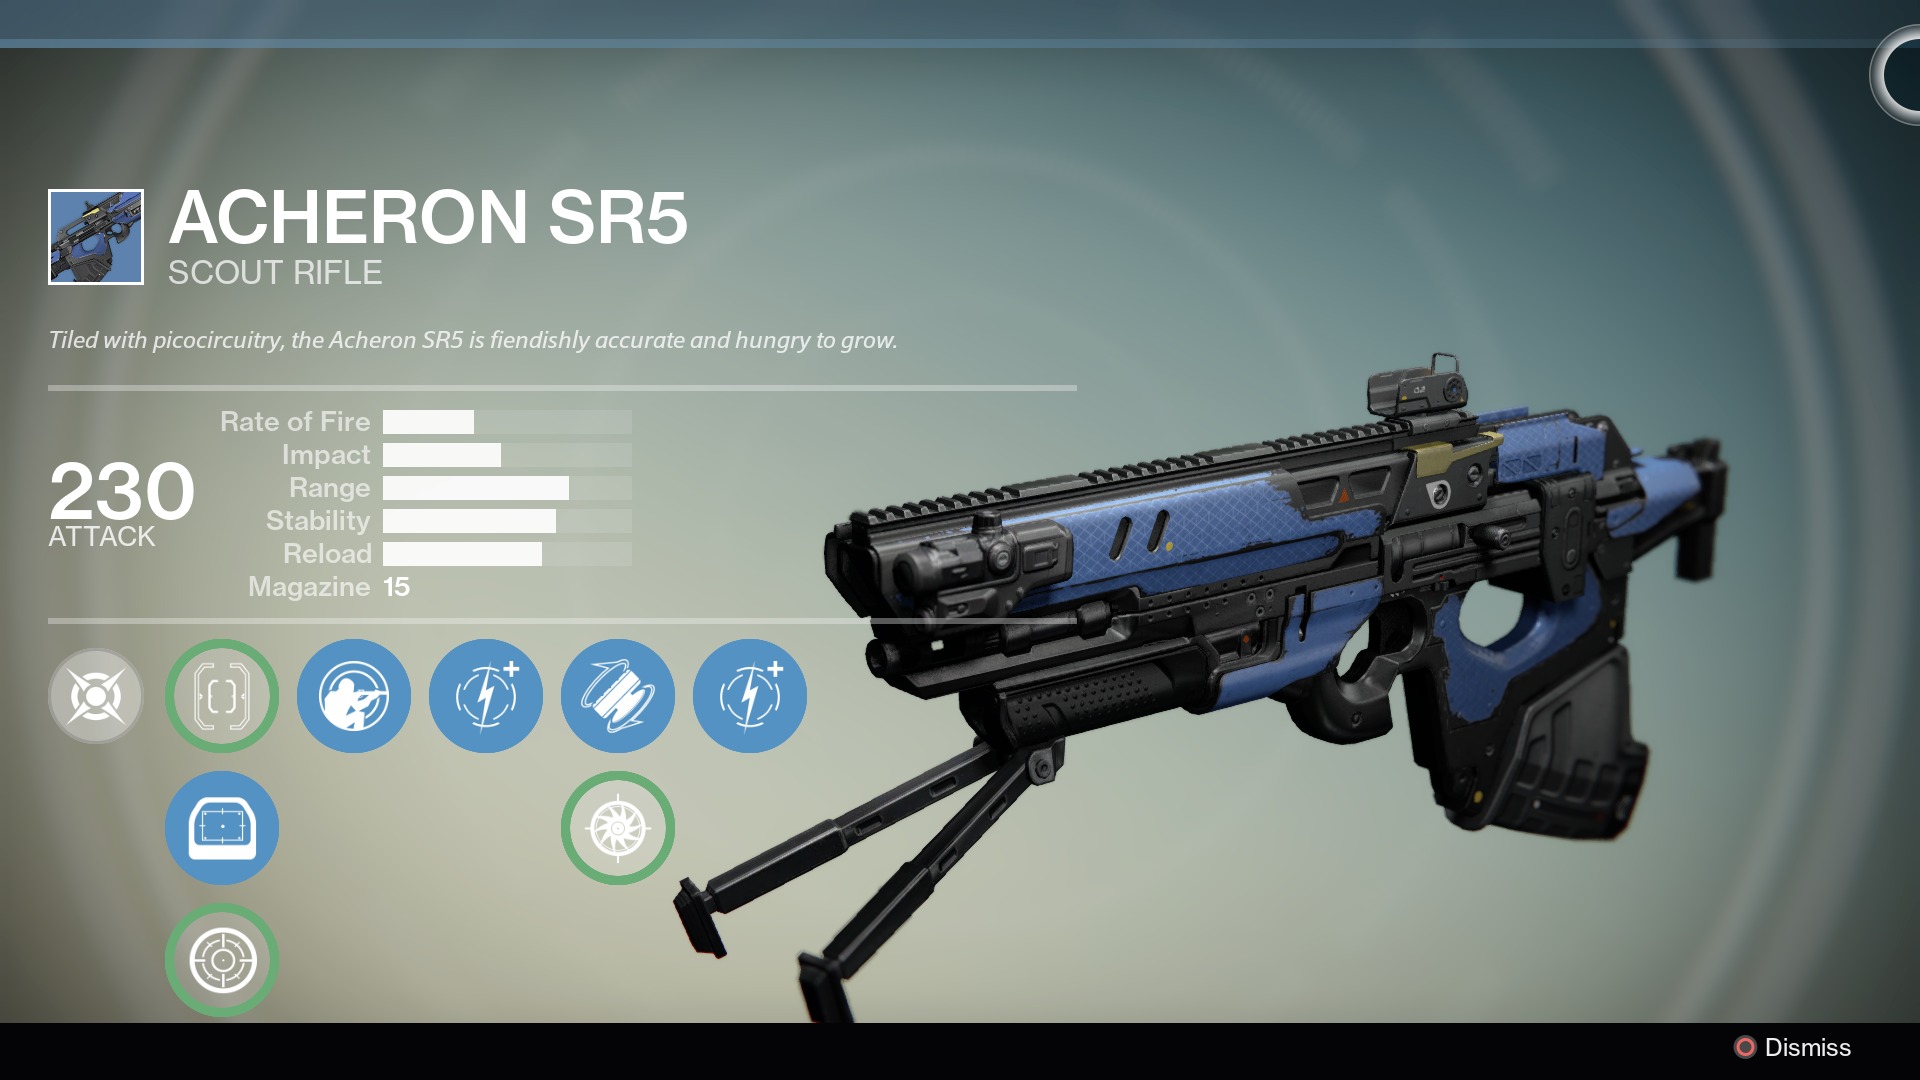 ACHERON SR5
SCOUT RIFLE
Tiled with picocircuitry, the Acheron SR5 is fiendishly accurate and hungry to grow.
230
ATTACK
Rate of Fire
Impact
Range
Stability
Reload
Magazine 15
Dismiss